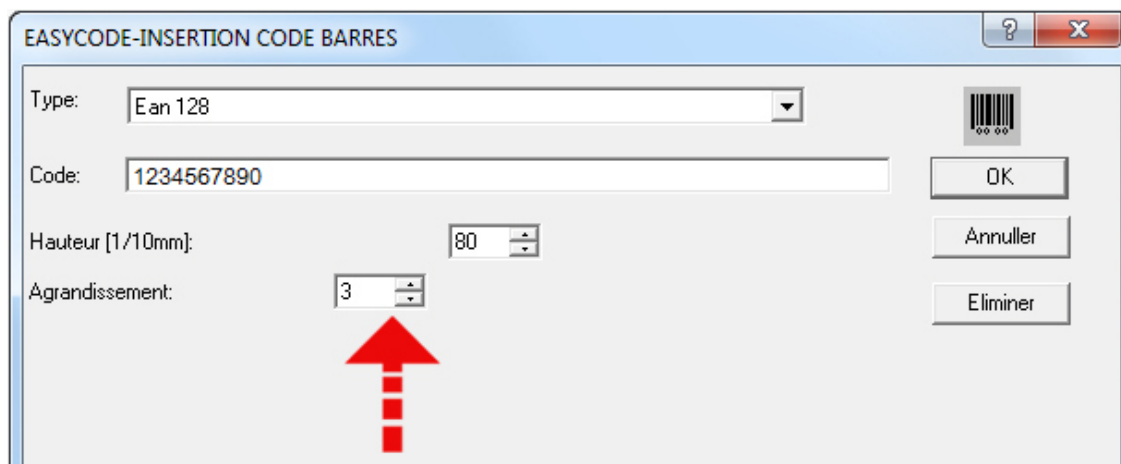 EASYCODE-INSERTION CODE BARRES
Type: Ean 128
Code: 1234567890
OK
Hauteur [1/10mm]: 80
Annuller
Agrandissement: 3
Eliminer